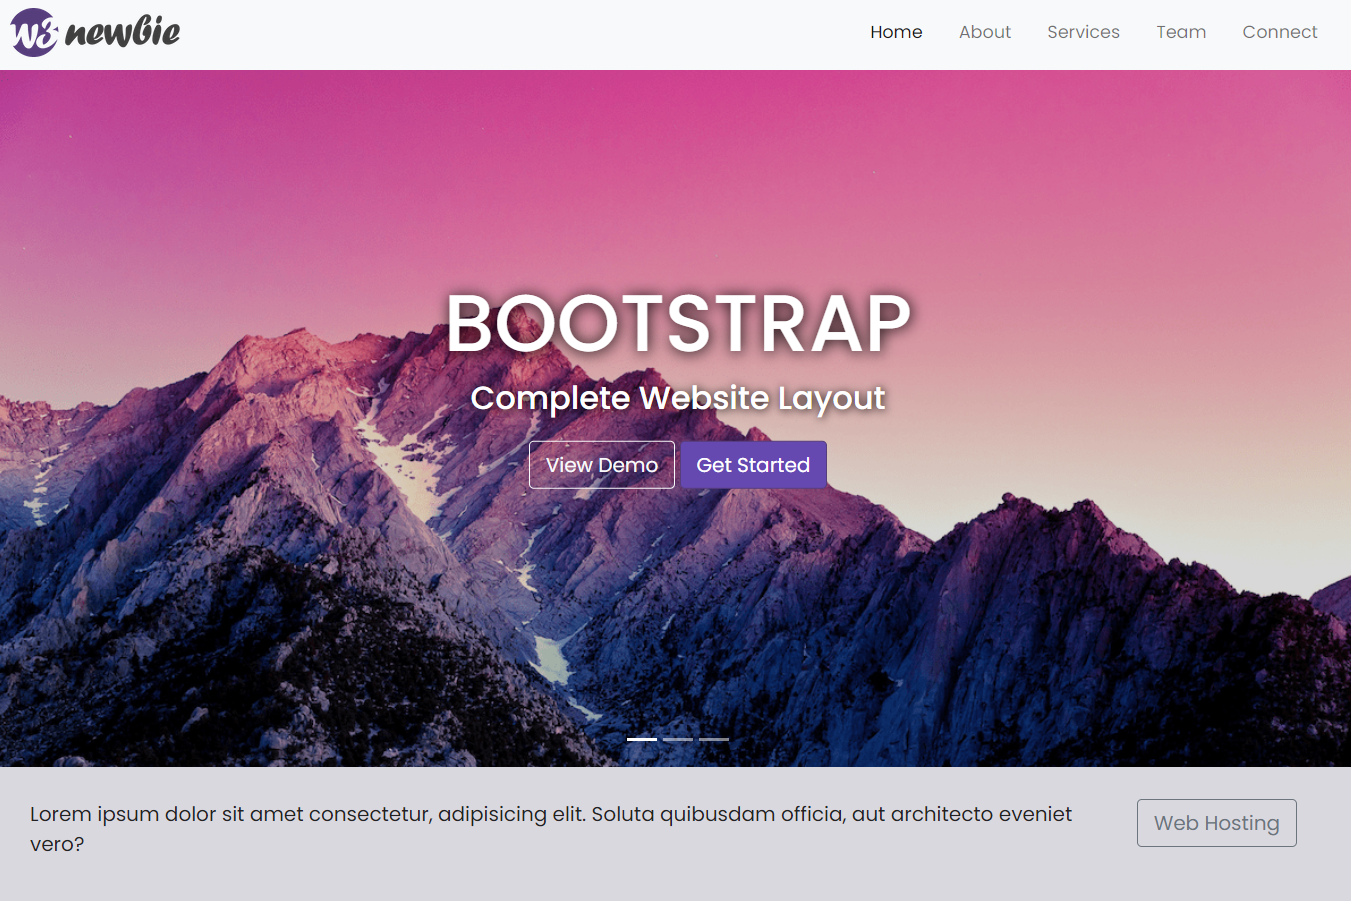 W3 newbie
Home About Services Team Connect
BOOTSTRAP
Complete Website Layout
View Demo Get Started
Lorem ipsum dolor sit amet consectetur, adipisicing elit. Soluta quibusdam officia, aut architecto eveniet
vero?
Web Hosting